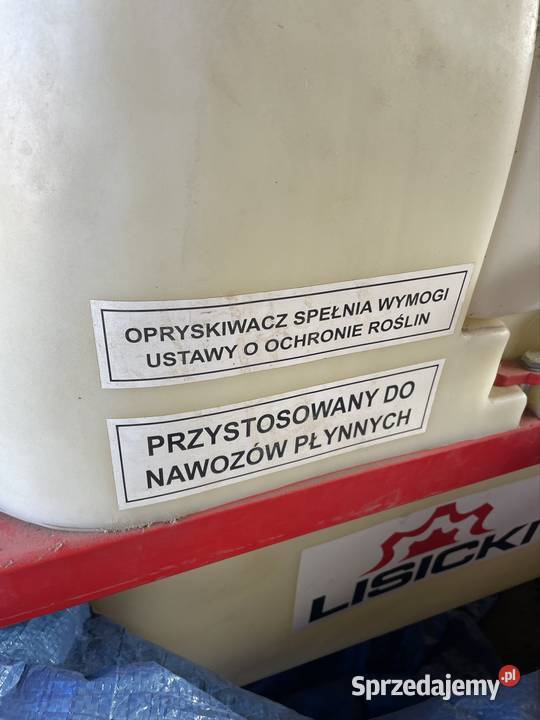 OPRYSKIWACZ SPEŁNIA WYMOGI
USTAWY O OCHRONIE ROŚLIN
PRZYSTOSOWANY DO
NAWOZÓW PŁYNNYCH
LISICKI
Sprzedajemy.pl